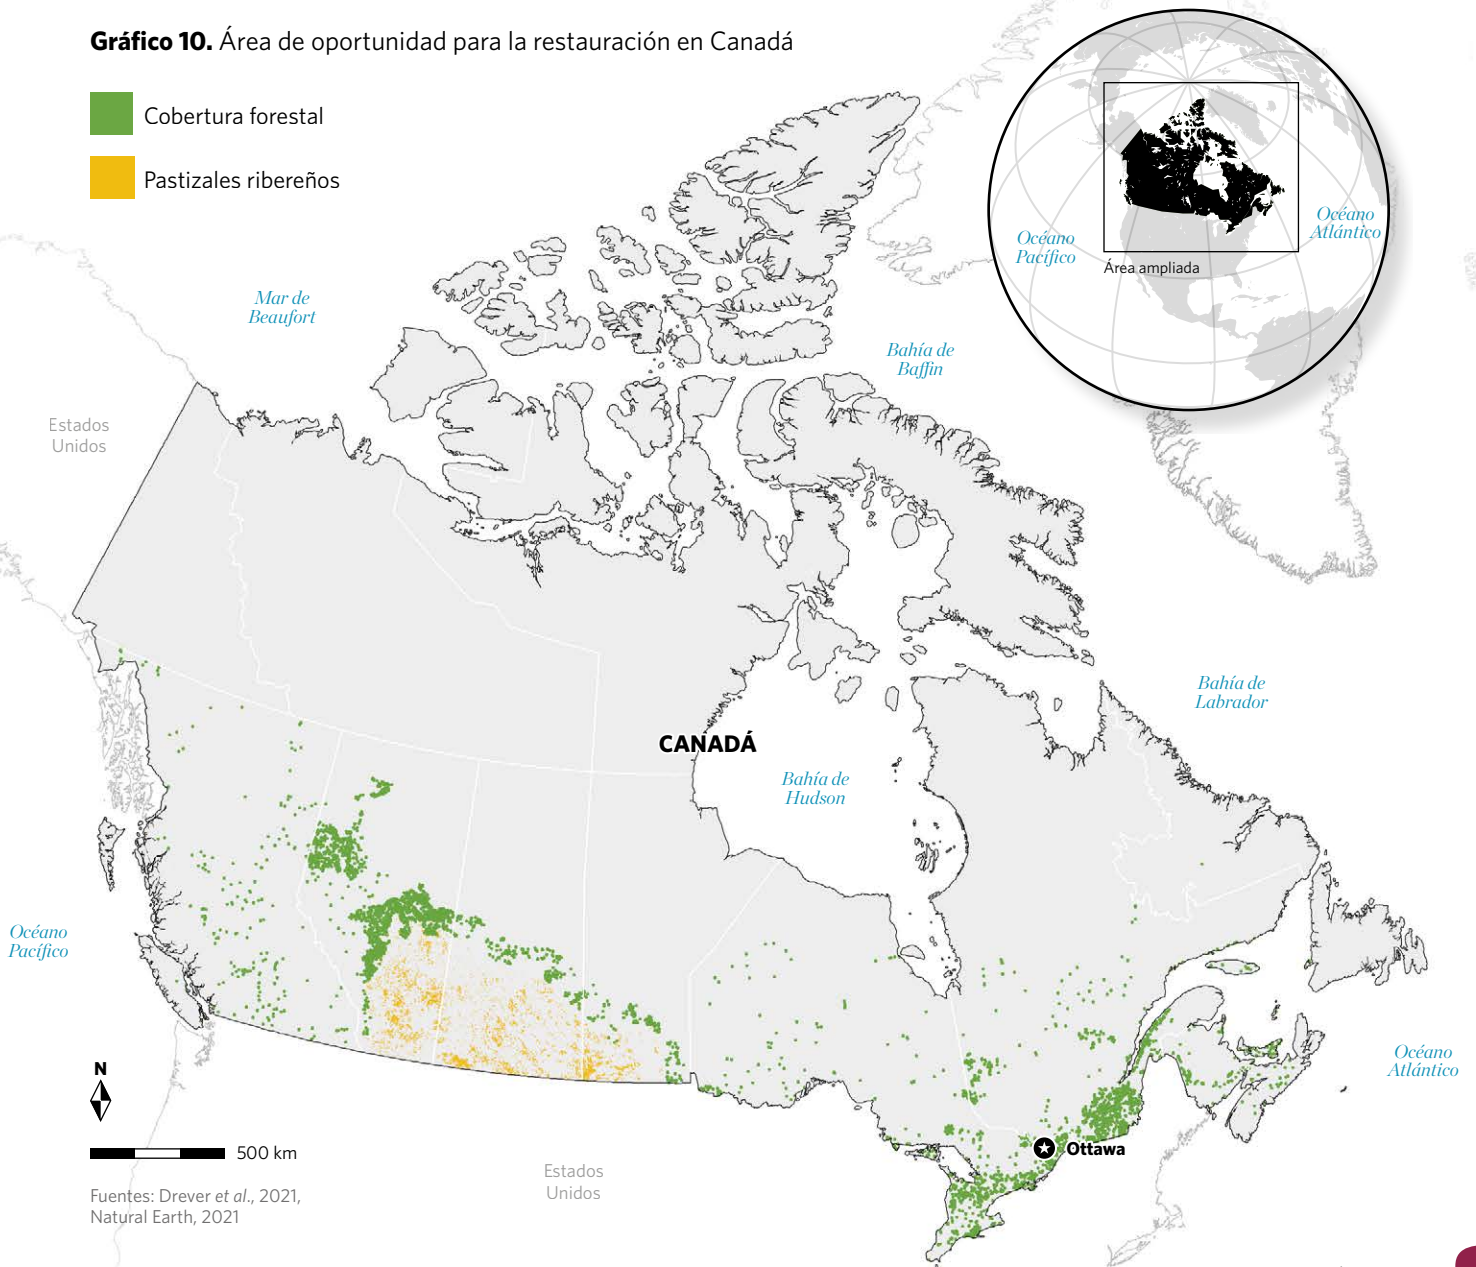 Gráfico 10. Área de oportunidad para la restauración en Canadá
Cobertura forestal
Pastizales ribereños
Océano
Pacífico
Océano
Atlántico
Área ampliada
Mar de
Beaufort
Bahía de
Baffin
Estados
Unidos
Bahía de
Labrador
CANADÁ
Bahía de
Hudson
Océano
Pacífico
Océano
Atlántico
N
500 km
Ottawa
Estados
Unidos
Fuentes: Drever et al., 2021,
Natural Earth, 2021